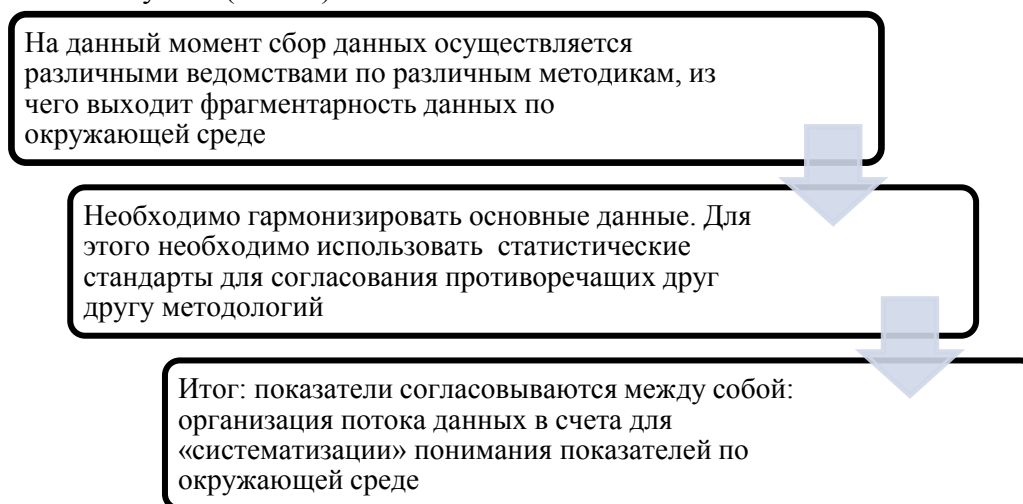 На данный момент сбор данных осуществляется
различными ведомствами по различным методикам, из
чего выходит фрагментарность данных по
окружающей среде
Необходимо гармонизировать основные данные. Для
этого необходимо использовать статистические
стандарты для согласования противоречащих друг
другу методологий
Итог: показатели согласовываются между собой:
организация потока данных в счета для
«систематизации» понимания показателей по
окружающей среде